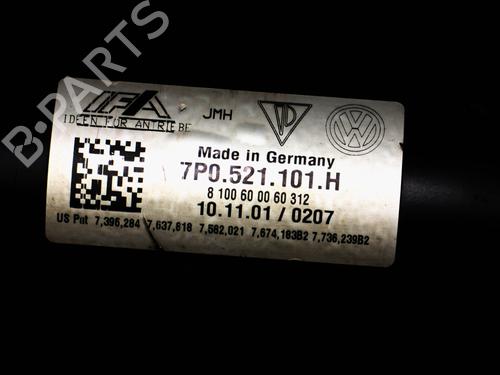 IFA
IDEEN FÜR ANTRIEBE
JMH
Made in Germany
7P0.521.101.H
8 100 60 00 60 312
10.11.01 / 0207
US Pat 7,396,284 7,637,818 7,582,021 7,674,183B2 7,736,239B2
B-PARTS